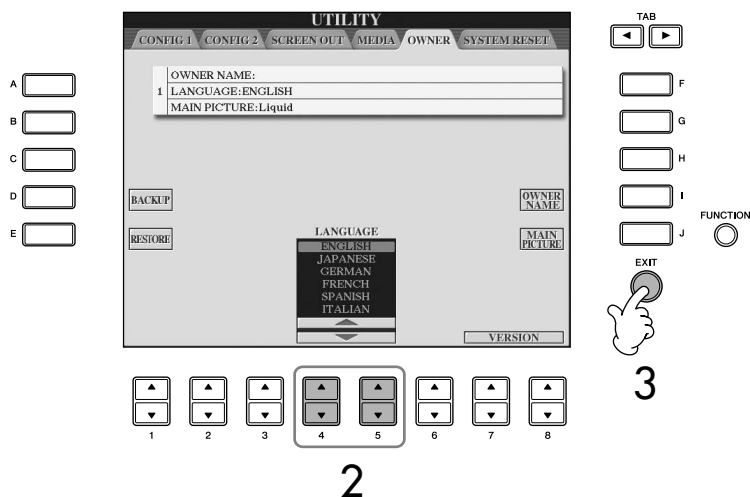 UTILITY
CONFIG 1 CONFIG 2 SCREEN OUT MEDIA OWNER SYSTEM RESET
TAB
OWNER NAME:
1 LANGUAGE:ENGLISH
MAIN PICTURE:Liquid
A
B
C
D
E
F
G
H
I
J
BACKUP
RESTORE
OWNER
NAME
MAIN
PICTURE
FUNCTION
EXIT
LANGUAGE
ENGLISH
JAPANESE
GERMAN
FRENCH
SPANISH
ITALIAN
VERSION
3
1 2 3 4 5 6 7 8
2